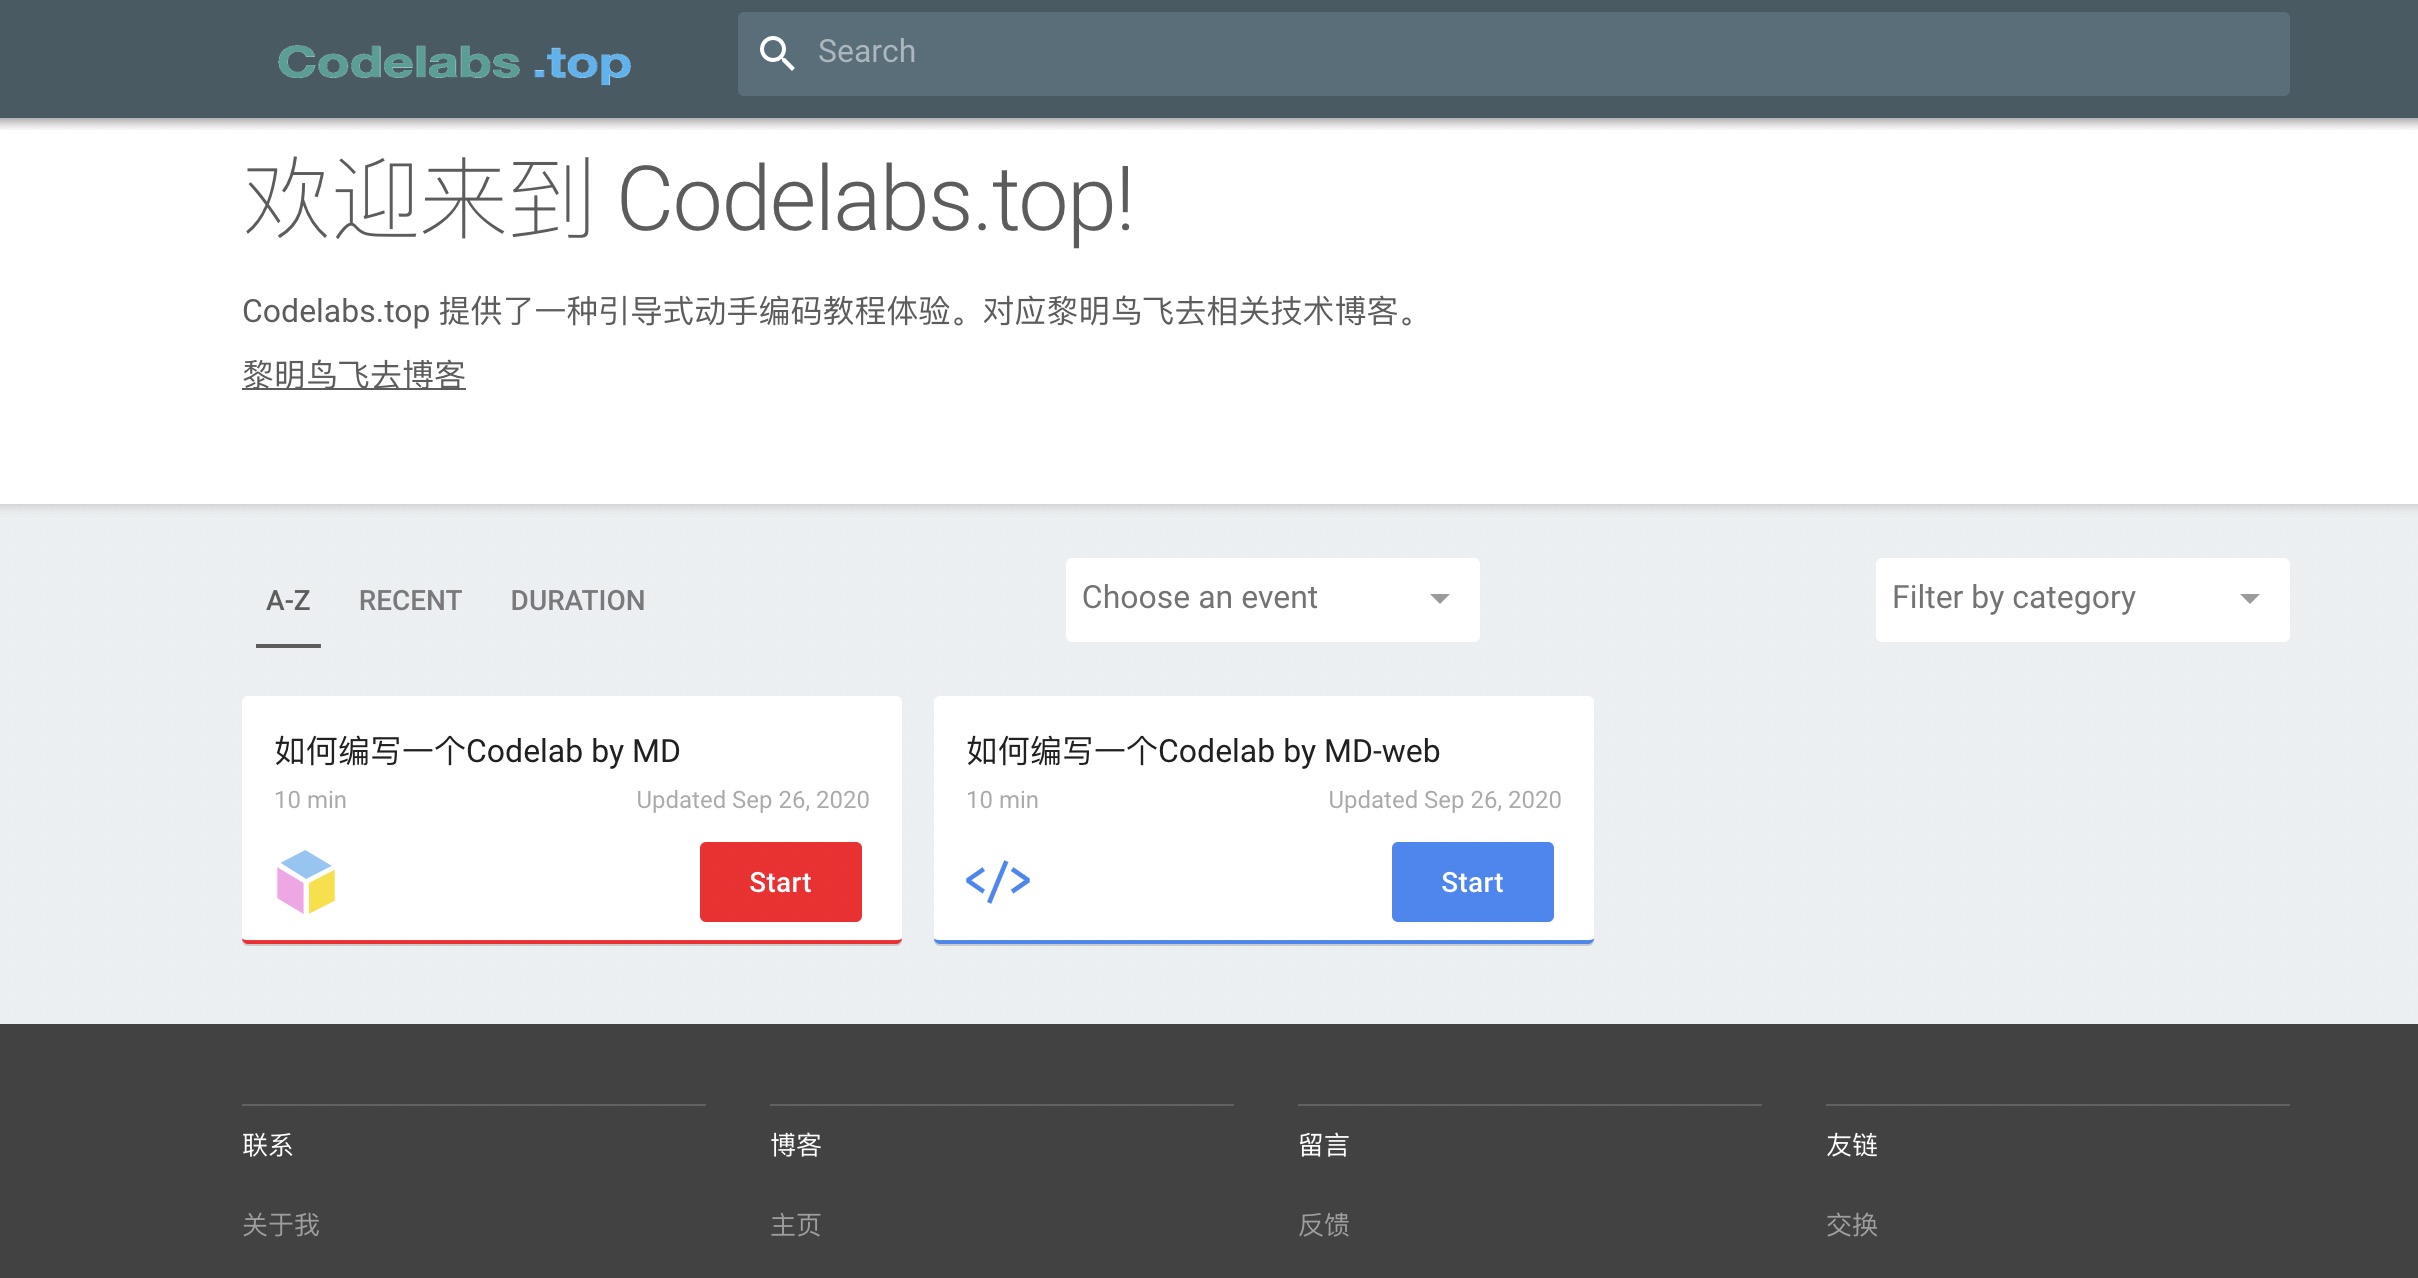 Codelabs .top
Search
欢迎来到 Codelabs.top!
Codelabs.top 提供了一种引导式动手编码教程体验。对应黎明鸟飞去相关技术博客。
黎明鸟飞去博客
A-Z RECENT DURATION Choose an event Filter by category
如何编写一个Codelab by MD
10 min Updated Sep 26, 2020
Start
如何编写一个Codelab by MD-web
10 min Updated Sep 26, 2020
</>
Start
联系 博客 留言 友链
关于我 主页 反馈 交换